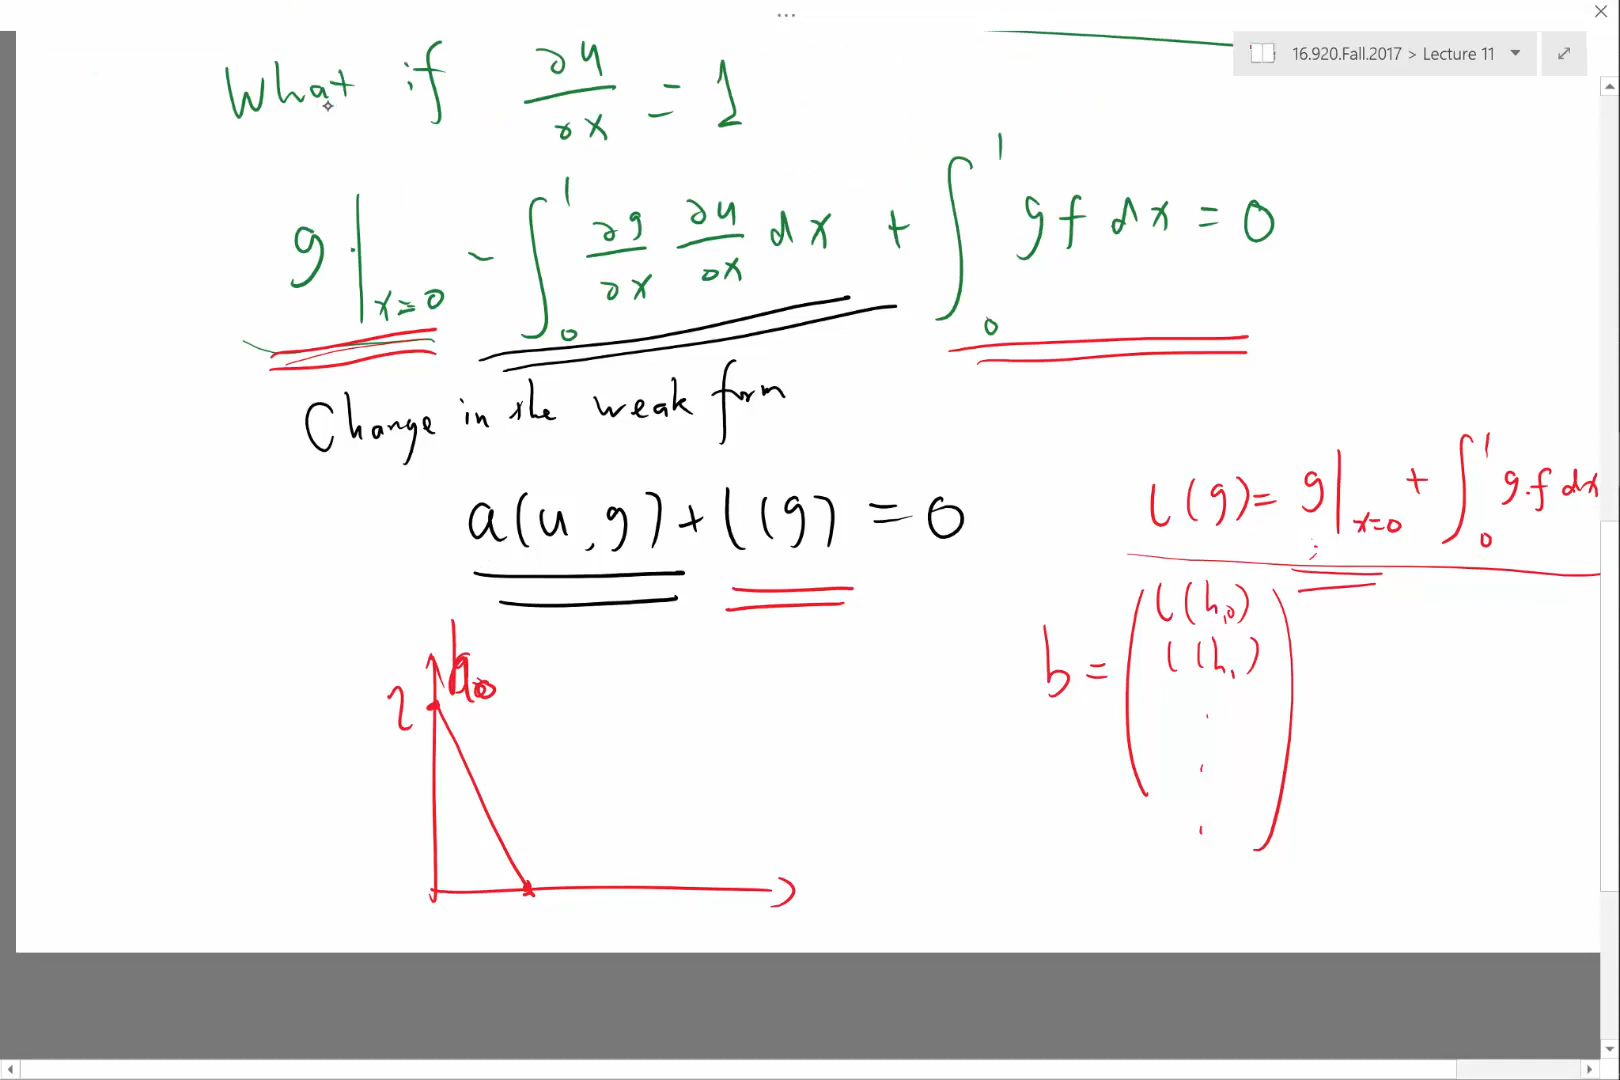 16.920.Fall.2017 > Lecture 11
What if ∂u/∂x = 1
g|x=0 - ∫₀¹ ∂g/∂x ∂u/∂x dx + ∫₀¹ g f dx = 0
Change in the weak form
a(u, g) + l(g) = 0
l(g) = g|x=0 + ∫₀¹ g·f dx
b = ( l(h₀)
l(h₁)
.
.
. )
h₀